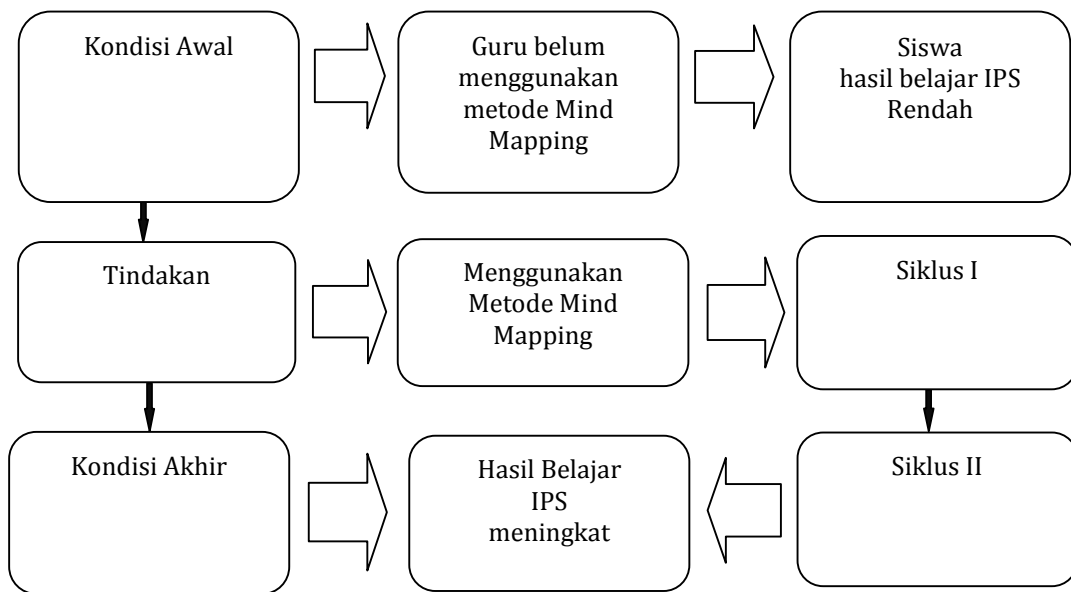 Kondisi Awal
Guru belum
menggunakan
metode Mind
Mapping
Siswa
hasil belajar IPS
Rendah
Tindakan
Menggunakan
Metode Mind
Mapping
Siklus I
Kondisi Akhir
Hasil Belajar
IPS
meningkat
Siklus II